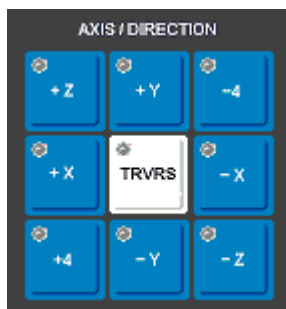 AXIS / DIRECTION
+ Z + Y -4
+ X TRVRS - X
+4 - Y - Z